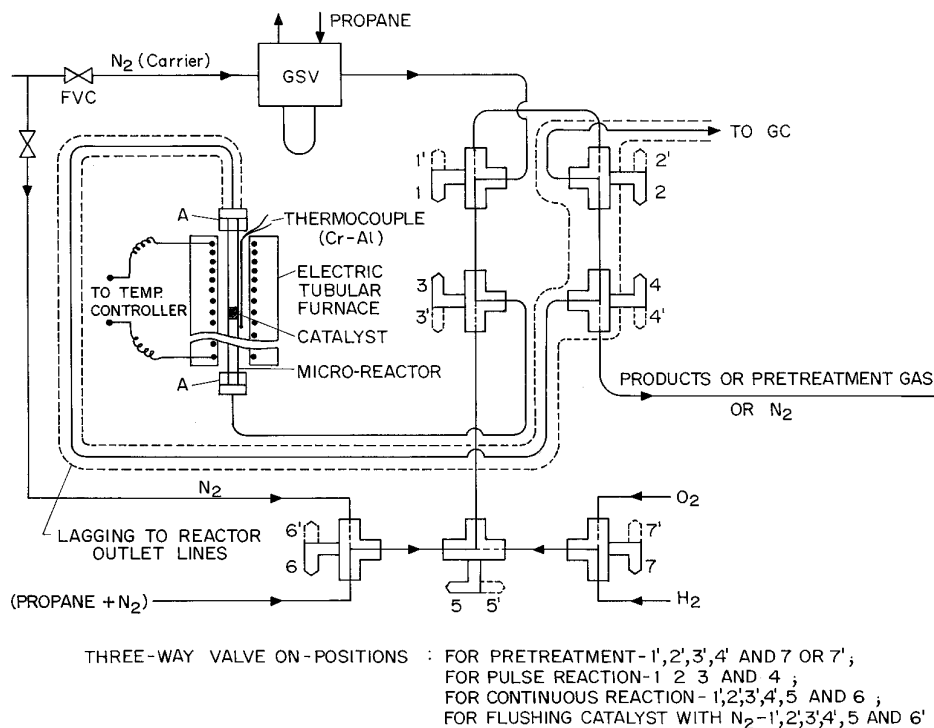 PROPANE
N2 (Carrier)
GSV
FVC
TO GC
1'
1
2'
2
A
THERMOCOUPLE
(Cr-Al)
3
3'
4
4'
ELECTRIC
TUBULAR
FURNACE
TO TEMP.
CONTROLLER
CATALYST
MICRO-REACTOR
A
PRODUCTS OR PRETREATMENT GAS
OR N2
N2
O2
LAGGING TO REACTOR
OUTLET LINES
6'
6
7'
7
(PROPANE + N2)
5 5'
H2
THREE-WAY VALVE ON-POSITIONS : FOR PRETREATMENT-1',2',3',4' AND 7 OR 7' ;
FOR PULSE REACTION-1 2 3 AND 4 ;
FOR CONTINUOUS REACTION- 1',2',3',4',5 AND 6 ;
FOR FLUSHING CATALYST WITH N2-1',2',3',4',5 AND 6'